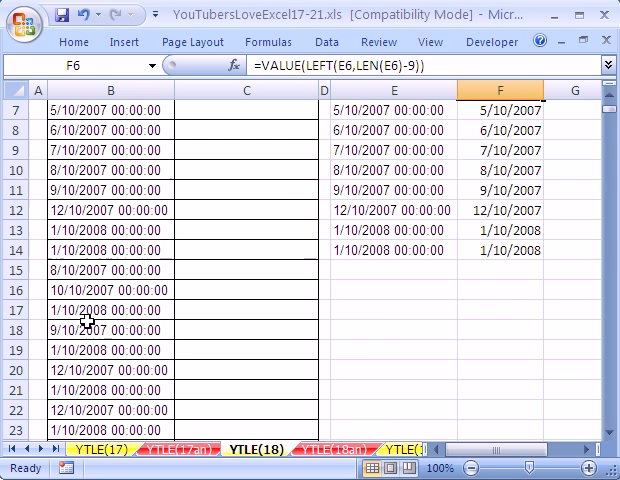 YouTubersLoveExcel17-21.xls [Compatibility Mode] - Micr...
Home Insert Page Layout Formulas Data Review View Developer
F6 fx =VALUE(LEFT(E6,LEN(E6)-9))
A B C D E F G
7 5/10/2007 00:00:00 5/10/2007 00:00:00 5/10/2007
8 6/10/2007 00:00:00 6/10/2007 00:00:00 6/10/2007
9 7/10/2007 00:00:00 7/10/2007 00:00:00 7/10/2007
10 8/10/2007 00:00:00 8/10/2007 00:00:00 8/10/2007
11 9/10/2007 00:00:00 9/10/2007 00:00:00 9/10/2007
12 12/10/2007 00:00:00 12/10/2007 00:00:00 12/10/2007
13 1/10/2008 00:00:00 1/10/2008 00:00:00 1/10/2008
14 1/10/2008 00:00:00 1/10/2008 00:00:00 1/10/2008
15 8/10/2007 00:00:00
16 10/10/2007 00:00:00
17 1/10/2008 00:00:00
18 9/10/2007 00:00:00
19 1/10/2008 00:00:00
20 12/10/2007 00:00:00
21 1/10/2008 00:00:00
22 12/10/2007 00:00:00
23 1/10/2008 00:00:00
YTLE(17) YTLE(17an) YTLE(18) YTLE(18an) YTLE(1
Ready 100%